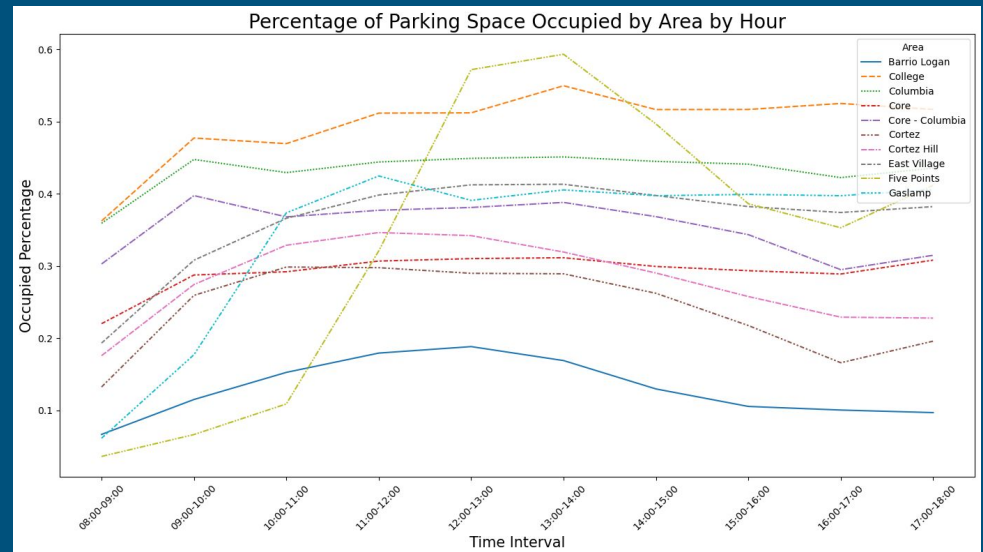 Percentage of Parking Space Occupied by Area by Hour
Area
Barrio Logan
College
Columbia
Core
Core - Columbia
Cortez
Cortez Hill
East Village
Five Points
Gaslamp
Occupied Percentage
0.6
0.5
0.4
0.3
0.2
0.1
08:00-09:00
09:00-10:00
10:00-11:00
11:00-12:00
12:00-13:00
13:00-14:00
14:00-15:00
15:00-16:00
16:00-17:00
17:00-18:00
Time Interval